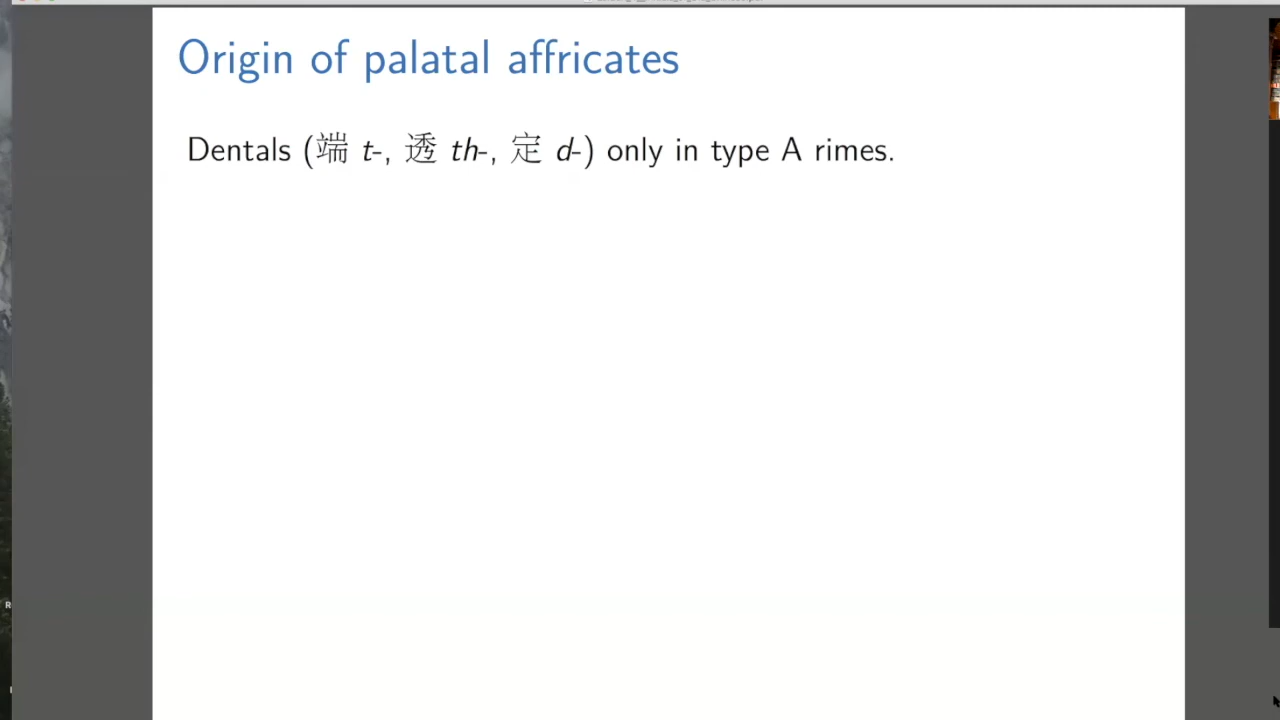 Origin of palatal affricates
Dentals (端 t-, 透 th-, 定 d-) only in type A rimes.